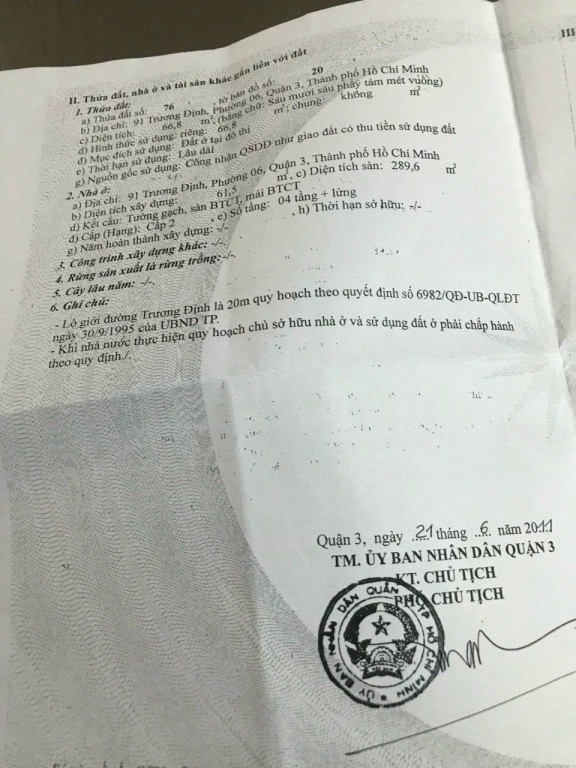 III
II. Thửa đất, nhà ở và tài sản khác gắn liền với đất
1. Thửa đất:
a) Thửa đất số: 76 , tờ bản đồ số: 20
b) Địa chỉ: 91 Trương Định, Phường 06, Quận 3, Thành phố Hồ Chí Minh
c) Diện tích: 66,8 m², (bằng chữ: Sáu mươi sáu phẩy tám mét vuông)
d) Hình thức sử dụng: riêng: 66,8 m²; chung: không m²
đ) Mục đích sử dụng: Đất ở tại đô thị
e) Thời hạn sử dụng: Lâu dài
g) Nguồn gốc sử dụng: Công nhận QSDĐ như giao đất có thu tiền sử dụng đất
2. Nhà ở:
a) Địa chỉ: 91 Trương Định, Phường 06, Quận 3, Thành phố Hồ Chí Minh
b) Diện tích xây dựng: 61,5 m², c) Diện tích sàn: 289,6 m²
d) Kết cấu: Tường gạch, sàn BTCT, mái BTCT
đ) Cấp (Hạng): Cấp 2 , e) Số tầng: 04 tầng + lửng
g) Năm hoàn thành xây dựng: -/- , h) Thời hạn sở hữu: -/-
3. Công trình xây dựng khác: -/-
4. Rừng sản xuất là rừng trồng:-/-
5. Cây lâu năm: -/-
6. Ghi chú:
- Lộ giới đường Trương Định là 20m quy hoạch theo quyết định số 6982/QĐ-UB-QLĐT
ngày 30/9/1995 của UBND TP.
- Khi nhà nước thực hiện quy hoạch chủ sở hữu nhà ở và sử dụng đất ở phải chấp hành
theo quy định./.
Quận 3, ngày 21 tháng 6 năm 2011
TM. ỦY BAN NHÂN DÂN QUẬN 3
KT. CHỦ TỊCH
PHÓ CHỦ TỊCH
ỦY BAN NHÂN DÂN QUẬN 3 TP HỒ CHÍ MINH